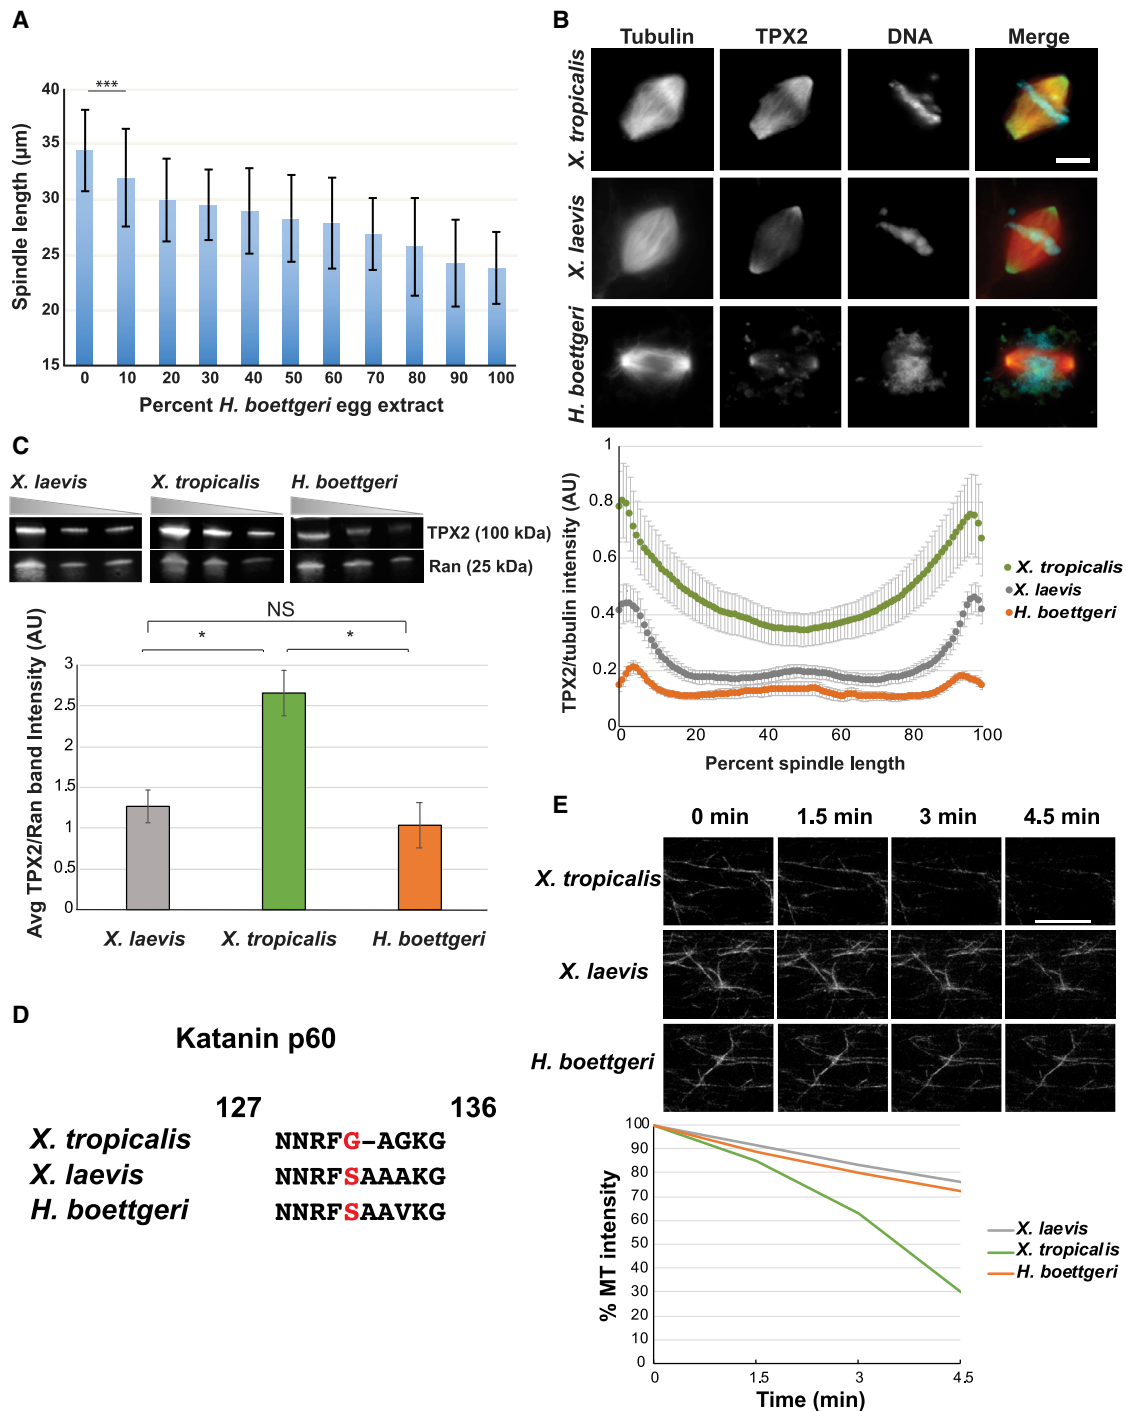 A
***
Spindle length (µm)
40
35
30
25
20
15
0 10 20 30 40 50 60 70 80 90 100
Percent H. boettgeri egg extract
B
Tubulin TPX2 DNA Merge
X. tropicalis
X. laevis
H. boettgeri
TPX2/tubulin intensity (AU)
1
0.8
0.6
0.4
0.2
0
0 20 40 60 80 100
Percent spindle length
X. tropicalis
X. laevis
H. boettgeri
C
X. laevis X. tropicalis H. boettgeri
TPX2 (100 kDa)
Ran (25 kDa)
NS
* *
Avg TPX2/Ran band Intensity (AU)
3
2.5
2
1.5
1
0.5
0
X. laevis X. tropicalis H. boettgeri
D
Katanin p60
127 136
X. tropicalis NNRFG–AGKG
X. laevis NNRFSAAAKG
H. boettgeri NNRFSAAVKG
E
0 min 1.5 min 3 min 4.5 min
X. tropicalis
X. laevis
H. boettgeri
% MT intensity
100
90
80
70
60
50
40
30
20
10
0
0 1.5 3 4.5
Time (min)
X. laevis
X. tropicalis
H. boettgeri